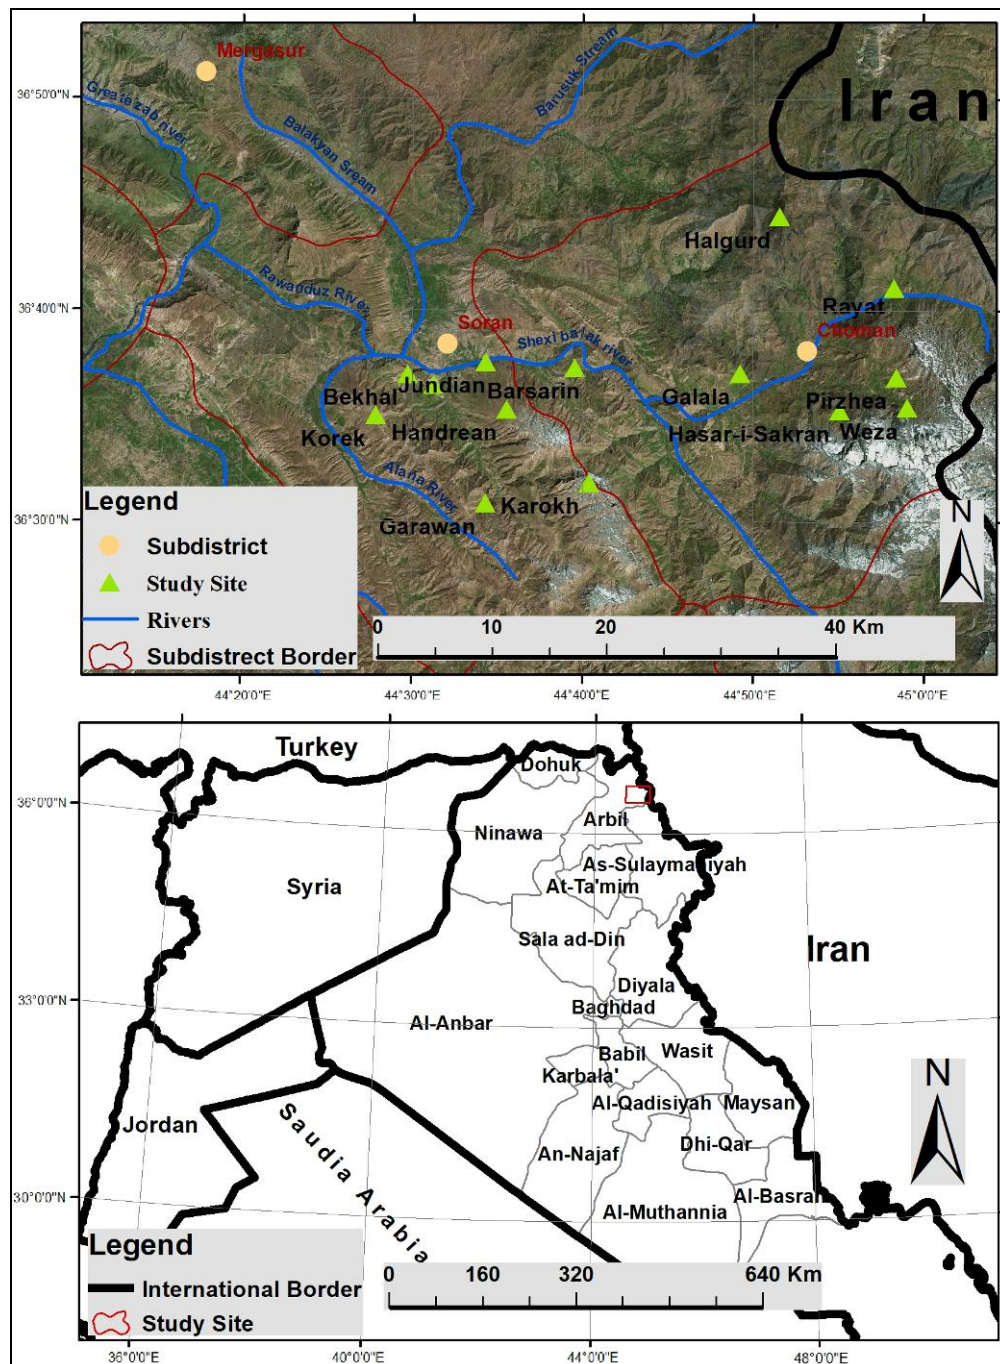 Mergasur
36°50'0"N
Greate zab river
Balakyan Sream
Barusuk Stream
Iran
Halgurd
Rawanduz River
36°40'0"N
Soran
Shexi balak river
Rayat
Choman
Bekhal
Jundian
Barsarin
Galala
Pirzhea
Korek
Handrean
Hasar-i-Sakran
Weza
Alana River
Karokh
Garawan
36°30'0"N
Legend
Subdistrict
Study Site
Rivers
Subdistrect Border
N
0 10 20 40 Km
44°20'0"E 44°30'0"E 44°40'0"E 44°50'0"E 45°0'0"E
Turkey
Dohuk
36°0'0"N
Arbil
Ninawa
As-Sulaymaniyah
Syria
At-Ta'mim
Sala ad-Din
Iran
Diyala
33°0'0"N
Baghdad
Al-Anbar
Babil
Wasit
Karbala'
Al-Qadisiyah
Maysan
Jordan
Saudia Arabia
An-Najaf
Dhi-Qar
Al-Basrah
30°0'0"N
Al-Muthannia
N
Legend
International Border
Study Site
0 160 320 640 Km
36°0'0"E 40°0'0"E 44°0'0"E 48°0'0"E